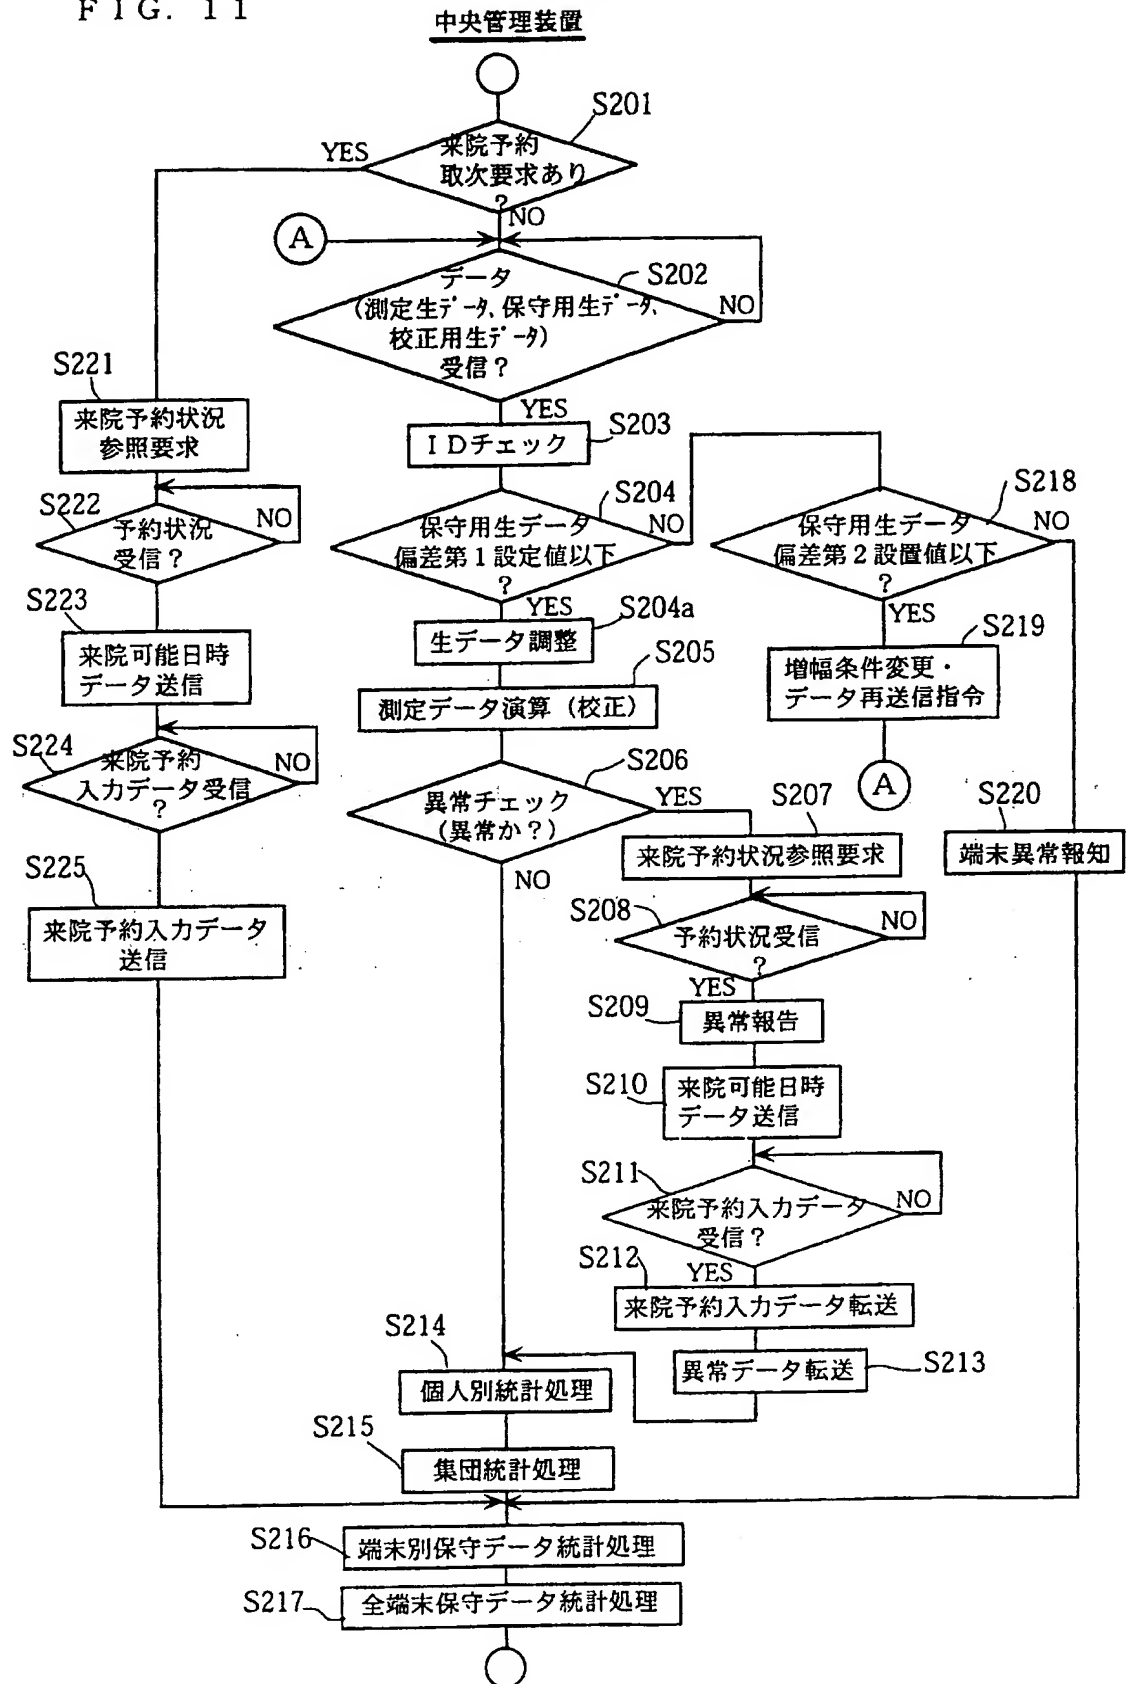 FIG. 11
中央管理装置
S201
来院予約
取次要求あり
?
YES
NO
A
S202
データ
(測定生データ、保守用生データ、
校正用生データ)
受信？
NO
YES
S221
来院予約状況
参照要求
S203
IDチェック
S222
予約状況
受信？
NO
S204
保守用生データ
偏差第1設定値以下
?
NO
YES
S218
保守用生データ
偏差第2設置値以下
?
NO
YES
S223
来院可能日時
データ送信
S204a
生データ調整
S219
増幅条件変更・
データ再送信指令
S205
測定データ演算（校正）
A
S224
来院予約
入力データ受信
?
NO
S206
異常チェック
(異常か？)
YES
NO
S207
来院予約状況参照要求
S220
端末異常報知
S225
来院予約入力データ
送信
S208
予約状況受信
?
NO
YES
S209
異常報告
S210
来院可能日時
データ送信
S211
来院予約入力データ
受信？
NO
YES
S212
来院予約入力データ転送
S213
異常データ転送
S214
個人別統計処理
S215
集団統計処理
S216
端末別保守データ統計処理
S217
全端末保守データ統計処理